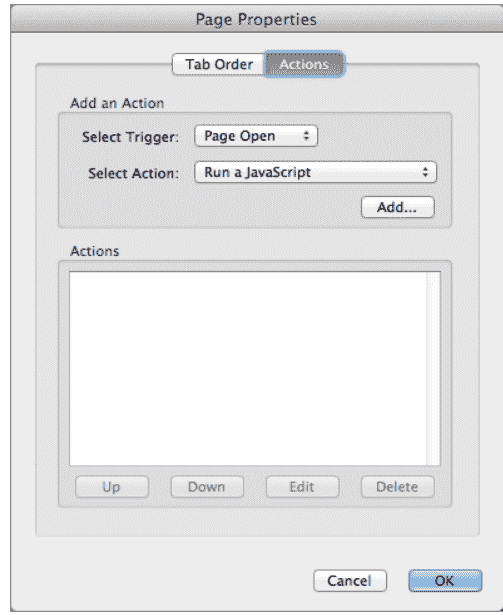 Page Properties
Tab Order Actions
Add an Action
Select Trigger: Page Open
Select Action: Run a JavaScript
Add...
Actions
Up Down Edit Delete
Cancel OK